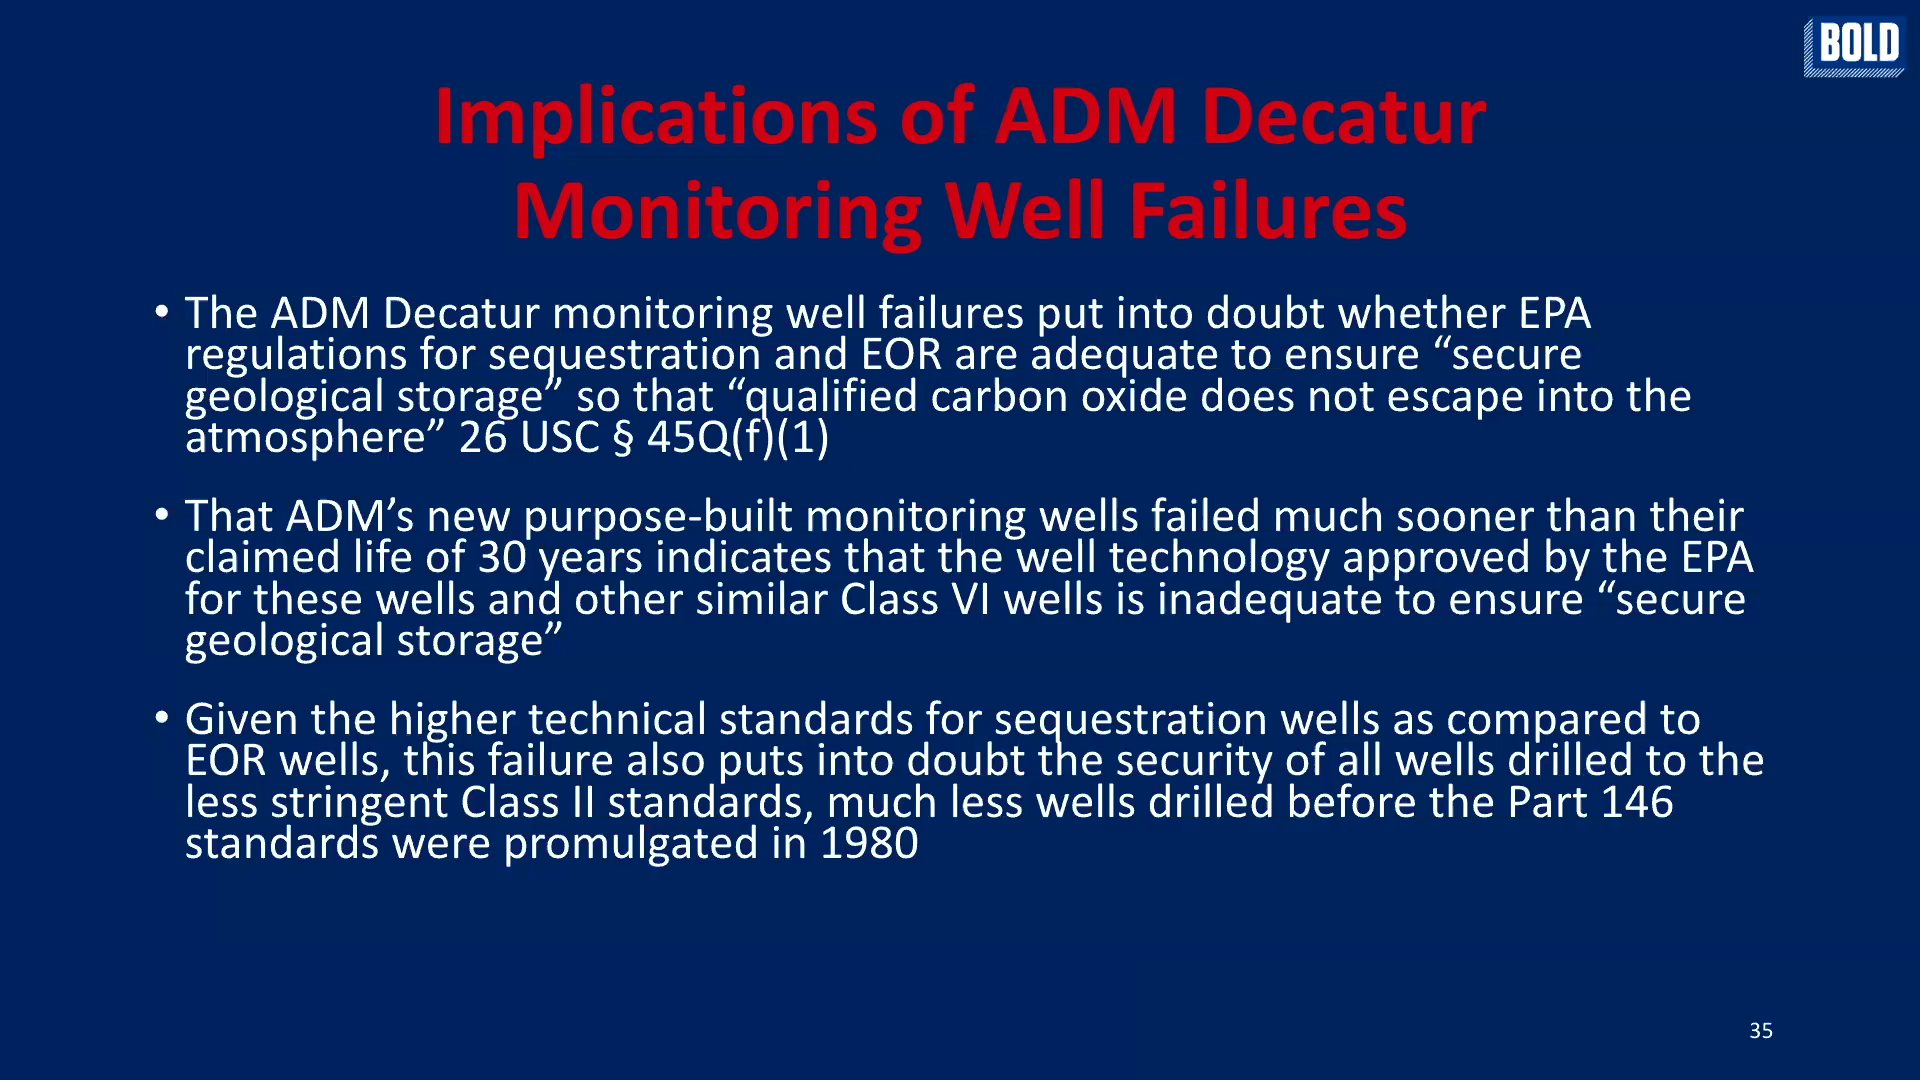 BOLD
Implications of ADM Decatur
Monitoring Well Failures
• The ADM Decatur monitoring well failures put into doubt whether EPA
regulations for sequestration and EOR are adequate to ensure “secure
geological storage” so that “qualified carbon oxide does not escape into the
atmosphere” 26 USC § 45Q(f)(1)
• That ADM’s new purpose-built monitoring wells failed much sooner than their
claimed life of 30 years indicates that the well technology approved by the EPA
for these wells and other similar Class VI wells is inadequate to ensure “secure
geological storage”
• Given the higher technical standards for sequestration wells as compared to
EOR wells, this failure also puts into doubt the security of all wells drilled to the
less stringent Class II standards, much less wells drilled before the Part 146
standards were promulgated in 1980
35